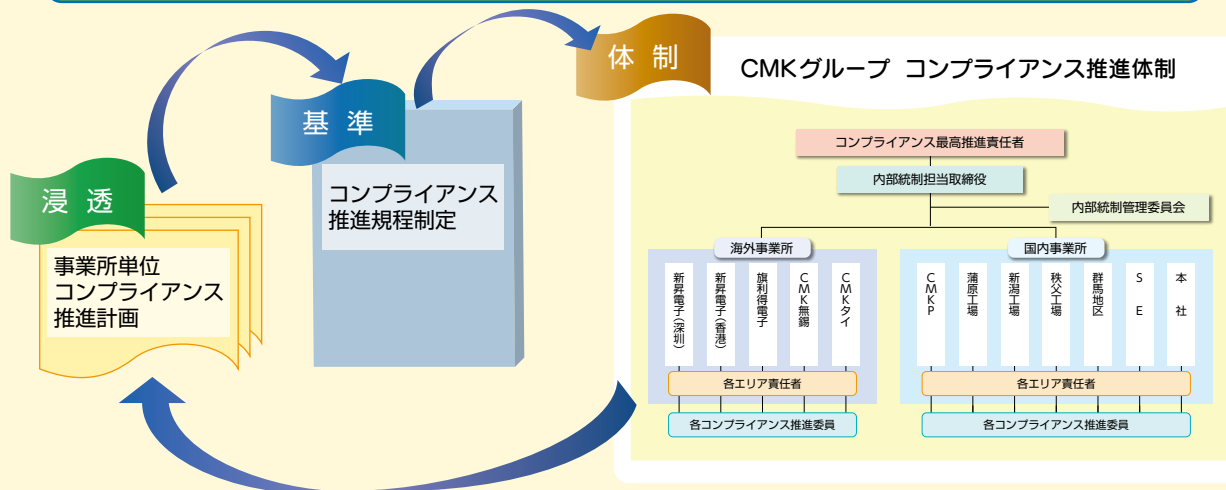 浸透
事業所単位
コンプライアンス
推進計画
基準
コンプライアンス
推進規程制定
体制
CMKグループ コンプライアンス推進体制
コンプライアンス最高推進責任者
内部統制担当取締役
内部統制管理委員会
海外事業所
新昇電子(深圳)
新昇電子(香港)
旗利得電子
CMK無錫
CMKタイ
各エリア責任者
各コンプライアンス推進委員
国内事業所
CMKP
蒲原工場
新潟工場
秩父工場
群馬地区
SE
本社
各エリア責任者
各コンプライアンス推進委員